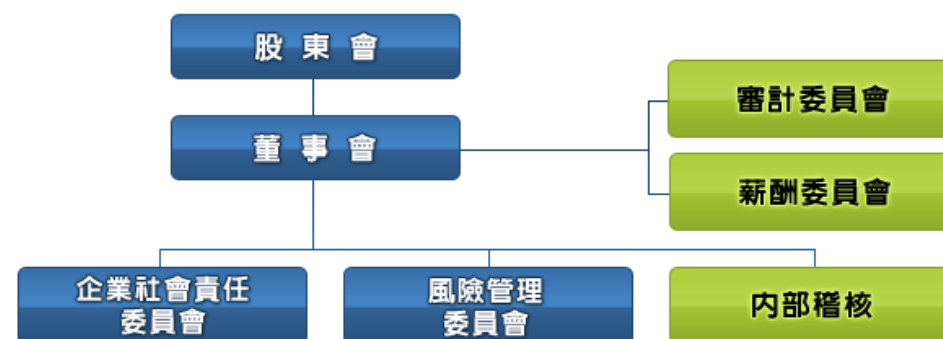 股東會
審計委員會
董事會
薪酬委員會
企業社會責任
委員會
風險管理
委員會
內部稽核